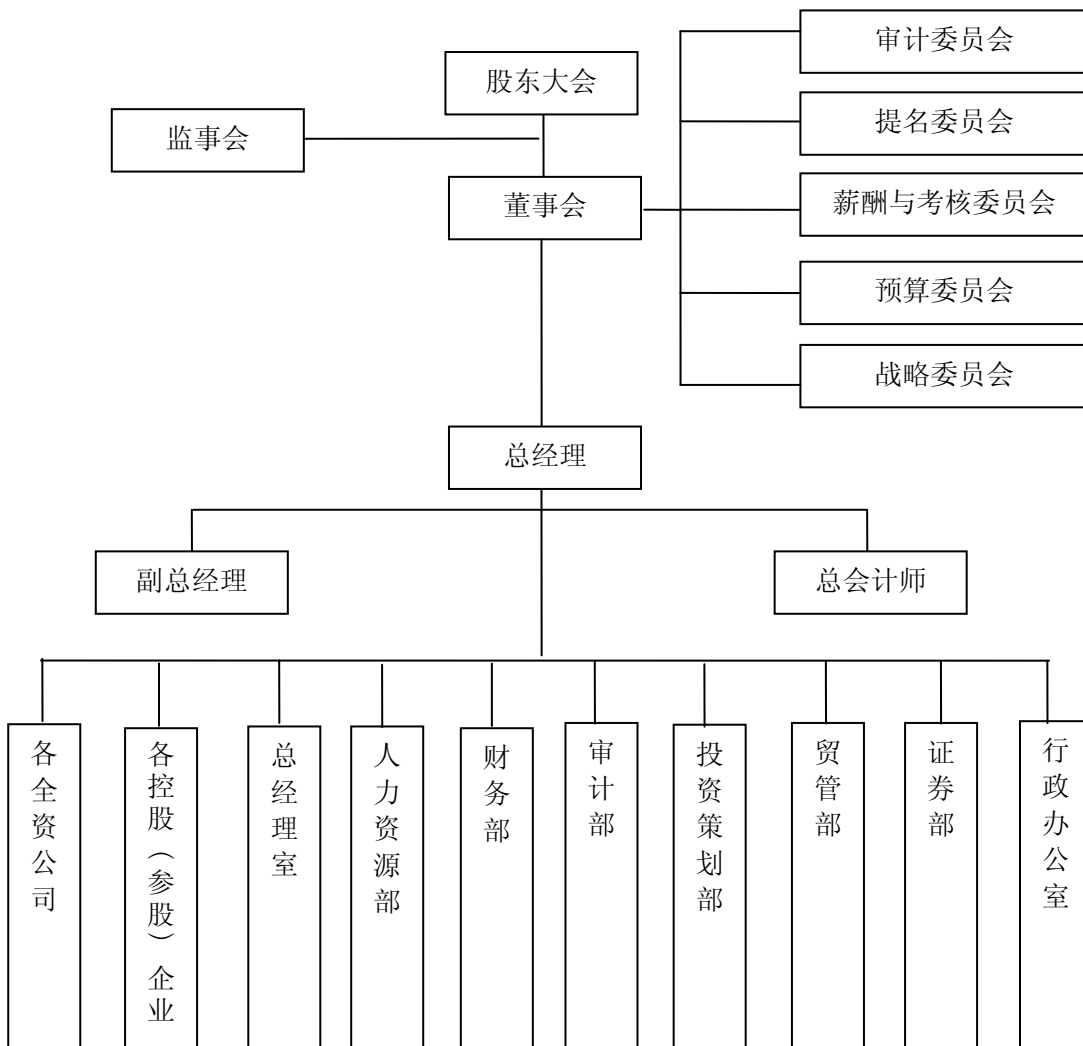 审计委员会
股东大会
提名委员会
监事会
董事会
薪酬与考核委员会
预算委员会
战略委员会
总经理
副总经理
总会计师
各全资公司
各控股（参股）企业
总经理室
人力资源部
财务部
审计部
投资策划部
贸管部
证券部
行政办公室